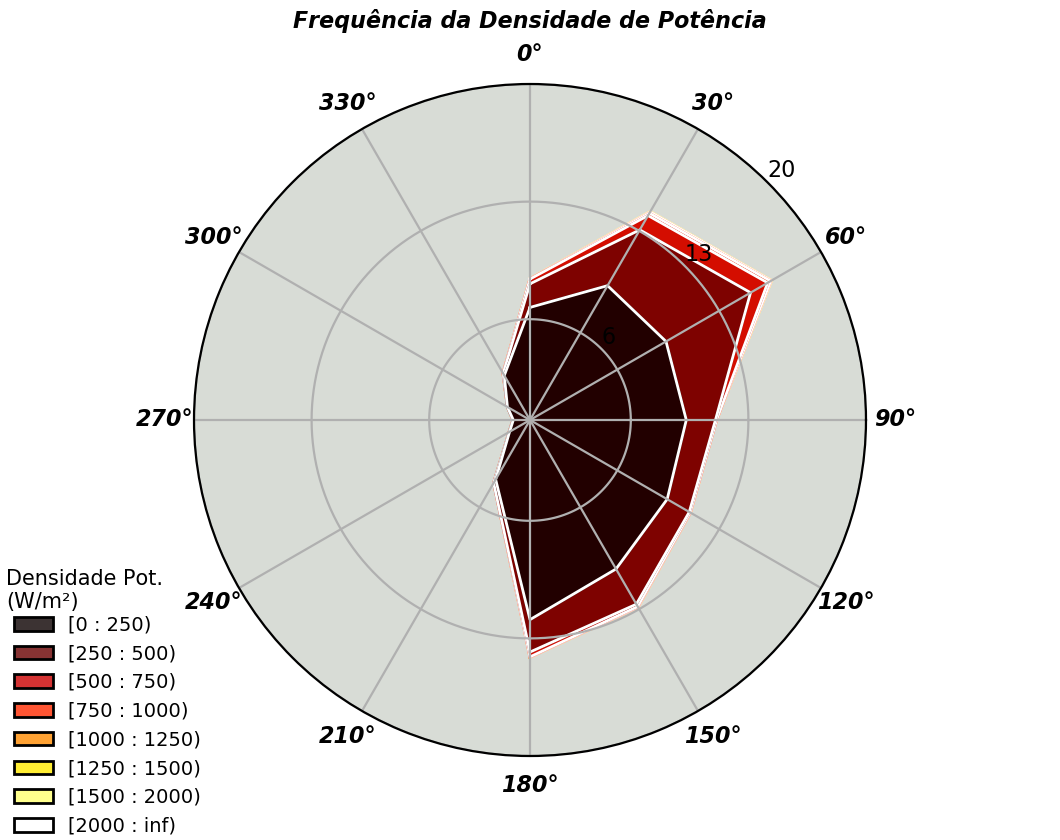 Frequência da Densidade de Potência
0°
330°
30°
20
300°
60°
13
6
270°
90°
240°
120°
210°
150°
180°
Densidade Pot.
(W/m²)
[0 : 250)
[250 : 500)
[500 : 750)
[750 : 1000)
[1000 : 1250)
[1250 : 1500)
[1500 : 2000)
[2000 : inf)